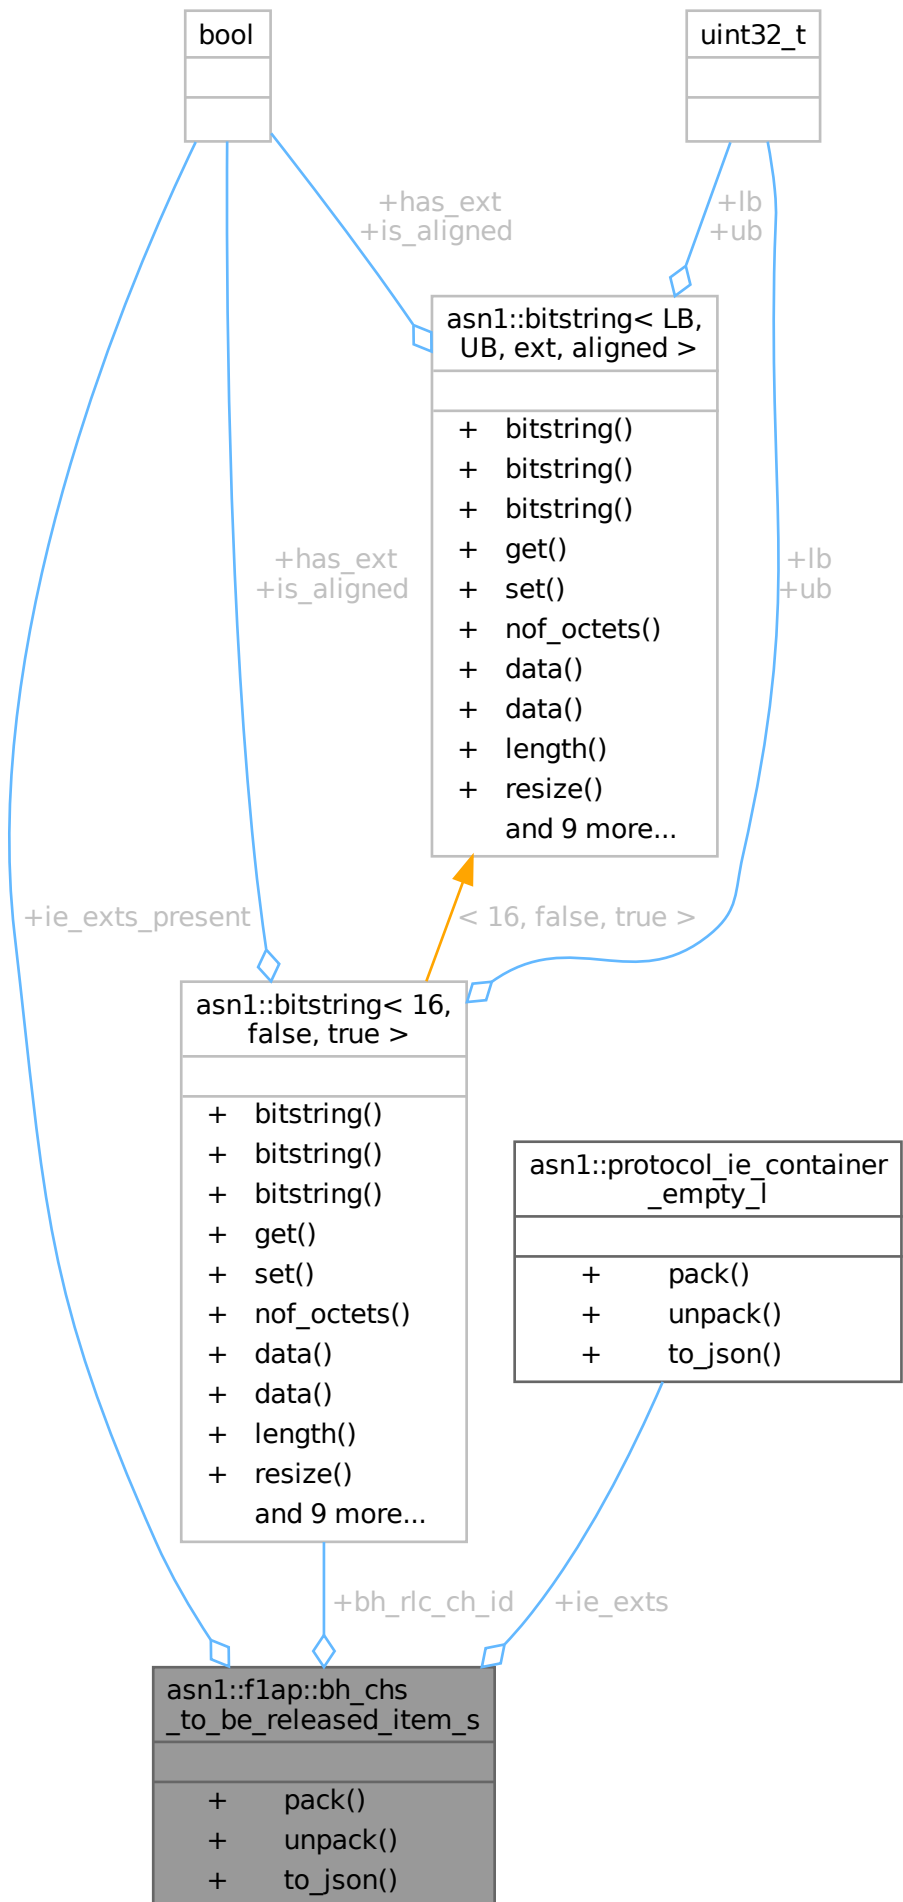 bool
uint32_t
+has_ext
+is_aligned
+lb
+ub
asn1::bitstring< LB,
UB, ext, aligned >
+ bitstring()
+ bitstring()
+ bitstring()
+ get()
+ set()
+ nof_octets()
+ data()
+ data()
+ length()
+ resize()
and 9 more...
+has_ext
+is_aligned
+lb
+ub
+ie_exts_present
< 16, false, true >
asn1::bitstring< 16,
false, true >
+ bitstring()
+ bitstring()
+ bitstring()
+ get()
+ set()
+ nof_octets()
+ data()
+ data()
+ length()
+ resize()
and 9 more...
asn1::protocol_ie_container
_empty_l
+ pack()
+ unpack()
+ to_json()
+bh_rlc_ch_id
+ie_exts
asn1::f1ap::bh_chs
_to_be_released_item_s
+ pack()
+ unpack()
+ to_json()